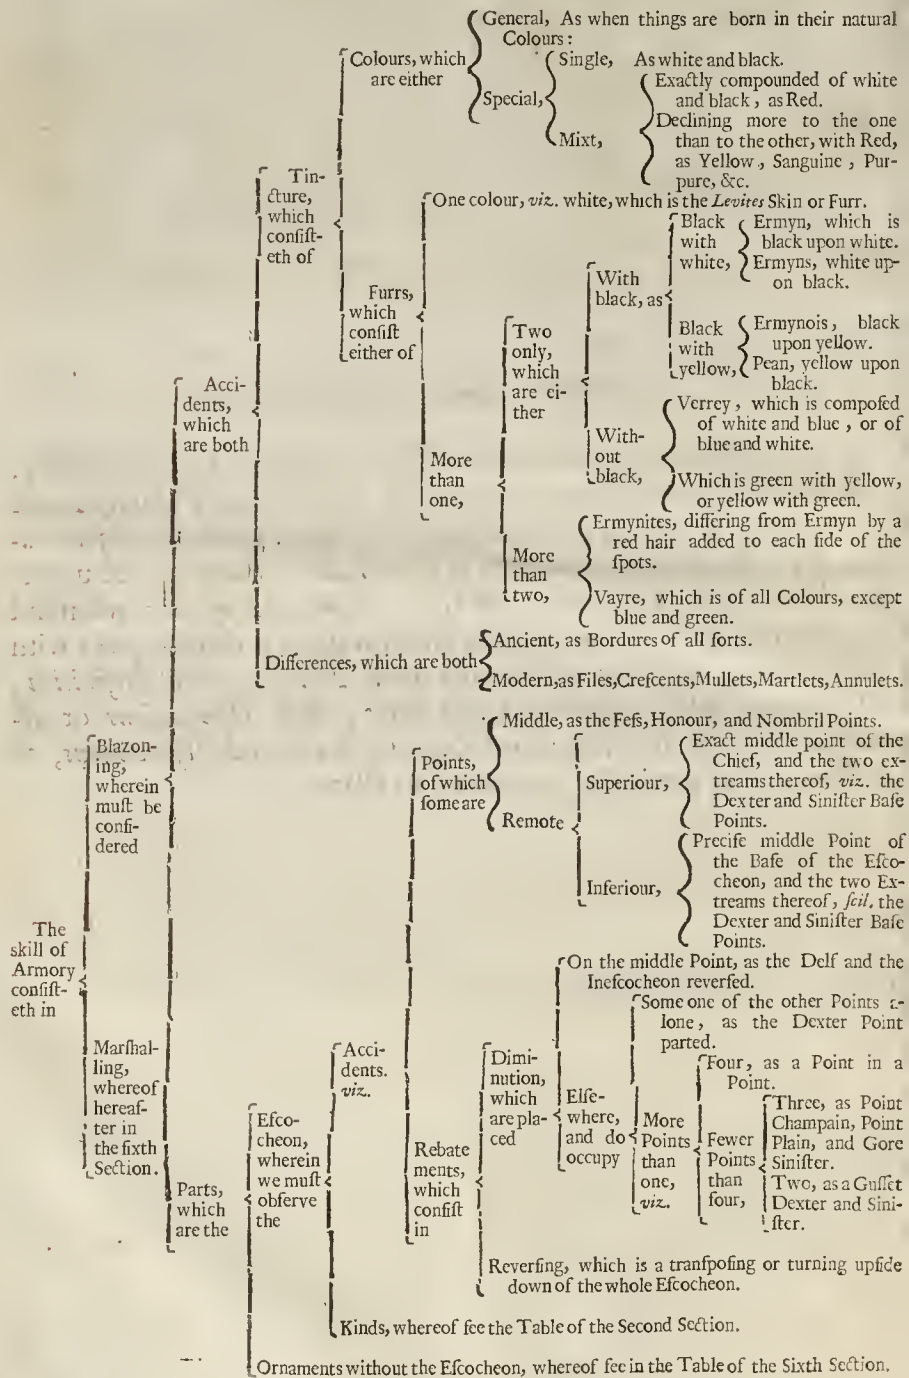 General, As when things are born in their natural
Colours:
Colours, which
are either
Single, As white and black.
Special,
Exactly compounded of white
and black, as Red.
Mixt,
Declining more to the one
than to the other, with Red,
as Yellow, Sanguine, Pur-
pure, &c.
Tin-
cture,
which
conſiſt-
eth of
One colour, viz. white, which is the Levites Skin or Furr.
Furrs,
which
conſiſt
either of
Black
with
white,
Ermyn, which is
black upon white.
Ermyns, white up-
on black.
With
black, as
Two
only,
which
are ei-
ther
Black
with
yellow,
Ermynois, black
upon yellow.
Pean, yellow upon
black.
Acci-
dents,
which
are both
More
than
one,
With-
out
black,
Verrey, which is compoſed
of white and blue, or of
blue and white.
Which is green with yellow,
or yellow with green.
More
than
two,
Ermynites, differing from Ermyn by a
red hair added to each ſide of the
ſpots.
Vayre, which is of all Colours, except
blue and green.
Differences, which are both
Ancient, as Bordures of all ſorts.
Modern, as Files, Creſcents, Mullets, Martlets, Annulets.
Blazon-
ing,
wherein
muſt be
conſi-
dered
Points,
of which
ſome are
Middle, as the Feſs, Honour, and Nombril Points.
Remote
Superiour,
Exact middle point of the
Chief, and the two ex-
treams thereof, viz. the
Dexter and Siniſter Baſe
Points.
Inferiour,
Preciſe middle Point of
the Baſe of the Eſco-
cheon, and the two Ex-
treams thereof, ſcil. the
Dexter and Siniſter Baſe
Points.
The
skill of
Armory
conſiſt-
eth in
On the middle Point, as the Delf and the
Ineſcocheon reverſed.
Some one of the other Points a-
lone, as the Dexter Point
parted.
Marſhal-
ling,
whereof
hereaf-
ter in
the ſixth
Section.
Acci-
dents.
viz.
Dimi-
nution,
which
are pla-
ced
Elſe-
where,
and do
occupy
More
Points
than
one,
viz.
Four, as a Point in a
Point.
Fewer
Points
than
four,
Three, as Point
Champain, Point
Plain, and Gore
Siniſter.
Two, as a Guſſet
Dexter and Sini-
ſter.
Eſco-
cheon,
wherein
we muſt
obſerve
the
Rebate
ments,
which
conſiſt
in
Parts,
which
are the
Reverſing, which is a tranſpoſing or turning upſide
down of the whole Eſcocheon.
Kinds, whereof ſee the Table of the Second Section.
Ornaments without the Eſcocheon, whereof ſee in the Table of the Sixth Section.